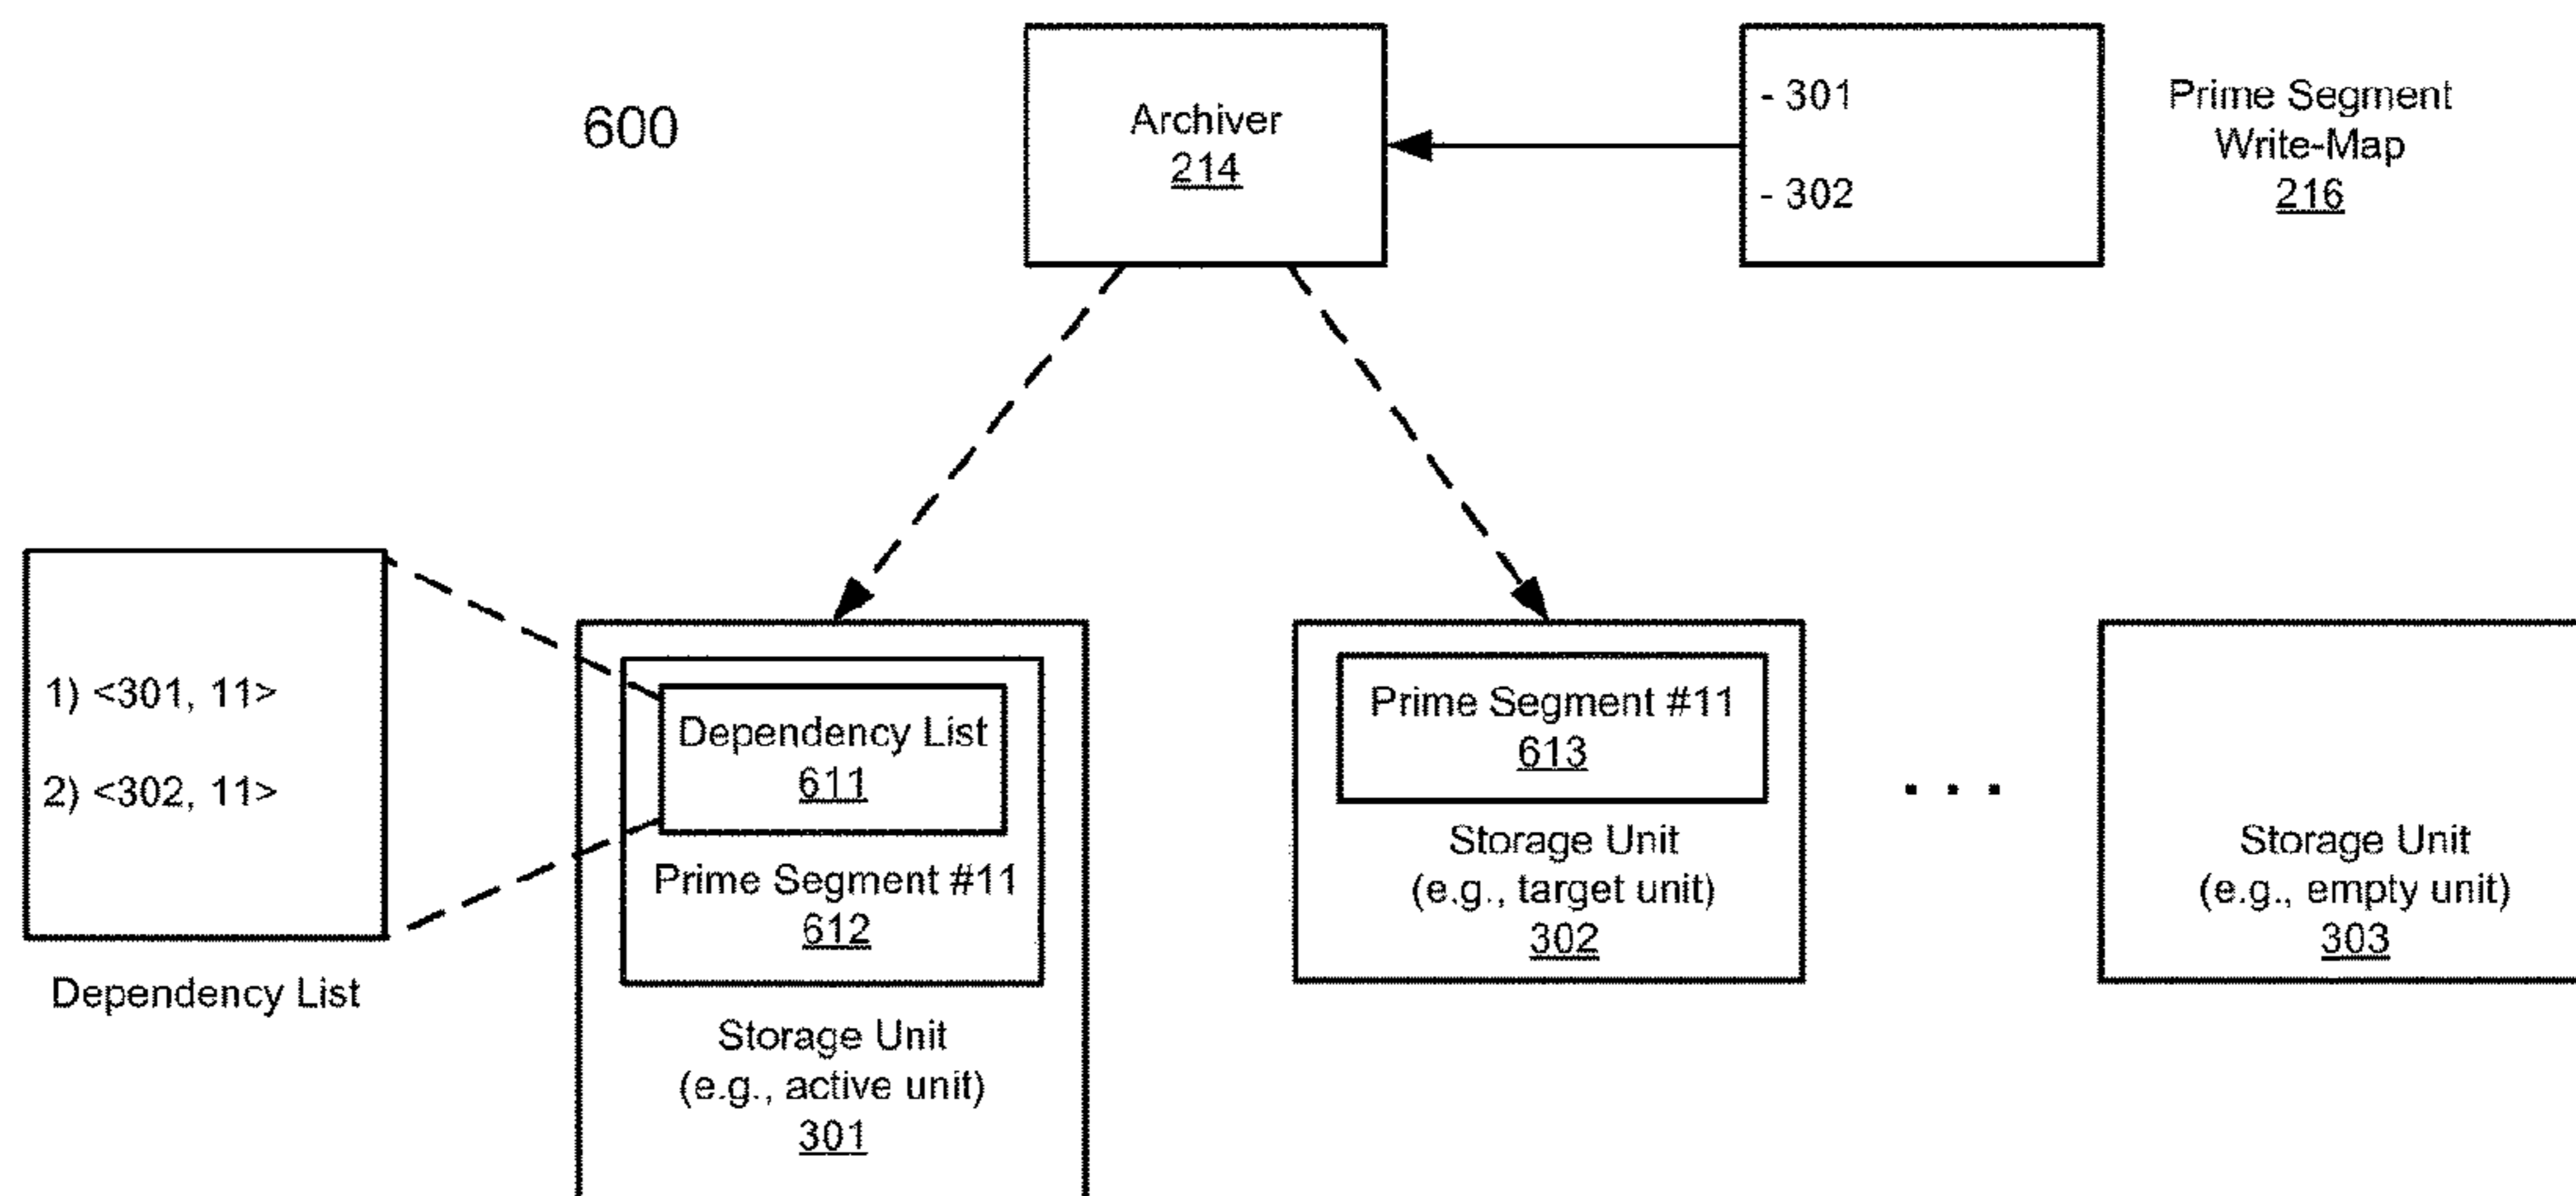 600
Archiver
214
- 301
- 302
Prime Segment
Write-Map
216
1) <301, 11>
2) <302, 11>
Dependency List
Dependency List
611
Prime Segment #11
612
Storage Unit
(e.g., active unit)
301
Prime Segment #11
613
Storage Unit
(e.g., target unit)
302
. . .
Storage Unit
(e.g., empty unit)
303